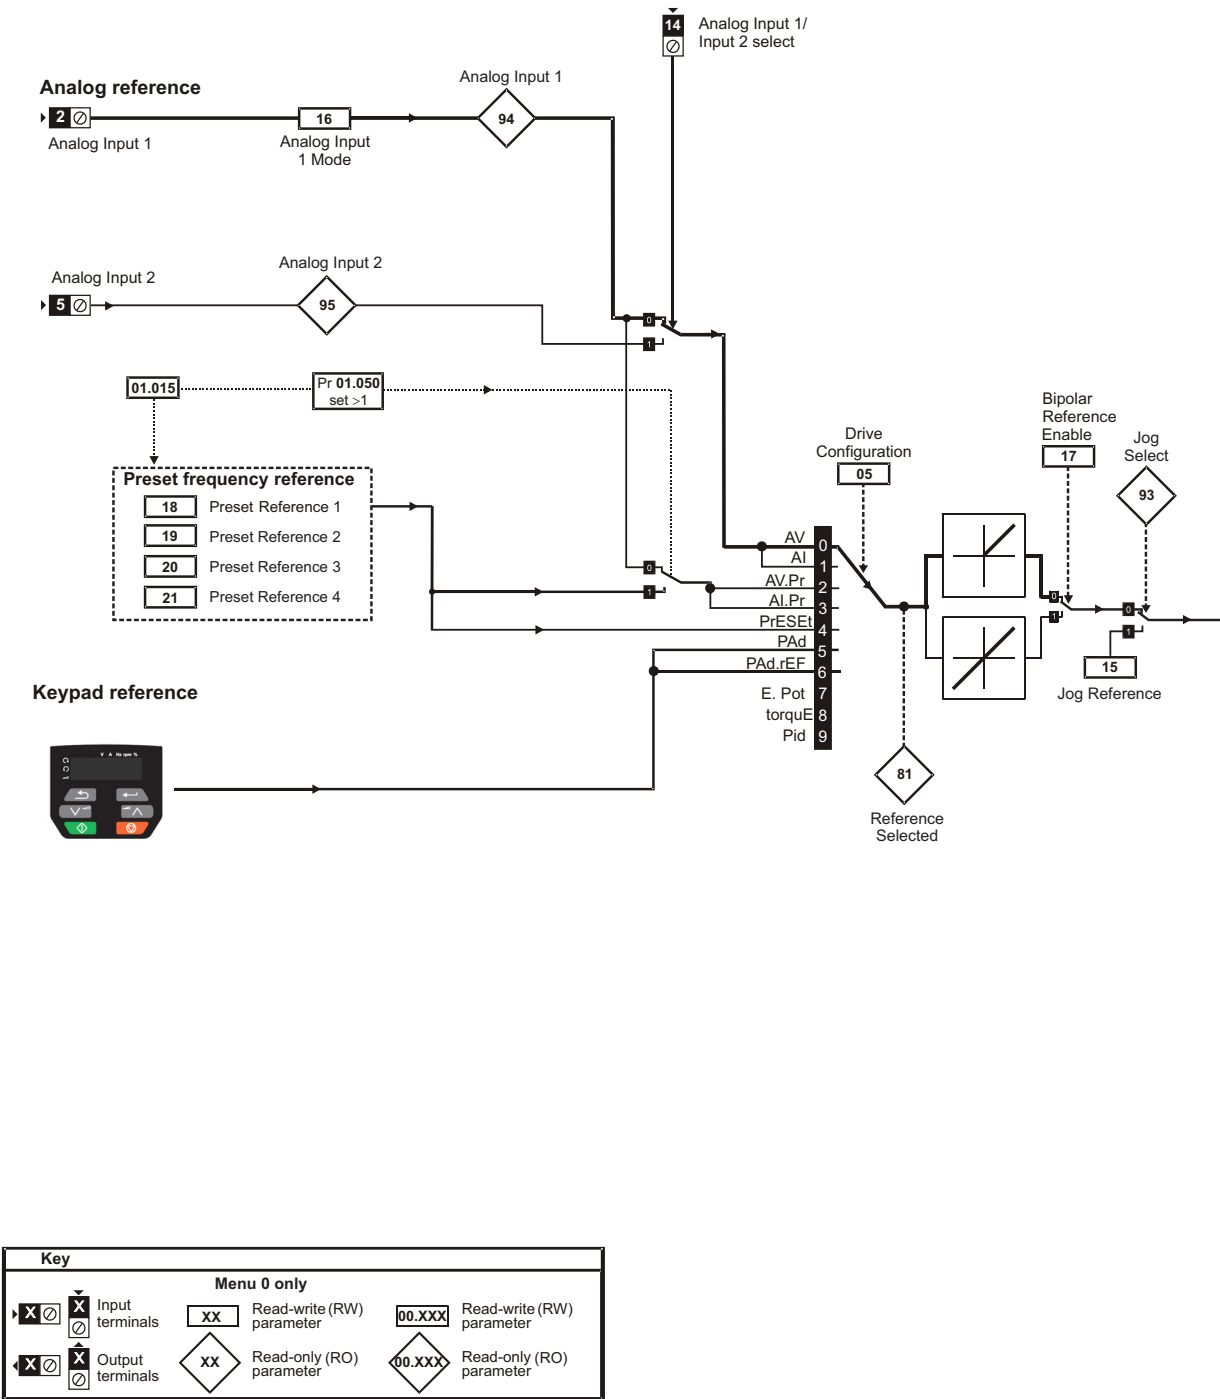 14
Analog Input 1/
Input 2 select
Analog reference
Analog Input 1
2
16
94
Analog Input 1
Analog Input
1 Mode
Analog Input 2
Analog Input 2
5
95
0
1
01.015
Pr 01.050
set >1
Preset frequency reference
18 Preset Reference 1
19 Preset Reference 2
20 Preset Reference 3
21 Preset Reference 4
0
1
Drive
Configuration
05
AV 0
AI 1
AV.Pr 2
AI.Pr 3
PrESEt 4
PAd 5
PAd.rEF 6
E. Pot 7
torquE 8
Pid 9
81
Reference
Selected
Bipolar
Reference
Enable
17
Jog
Select
93
0
1
0
1
15
Jog Reference
Keypad reference
V A Hz rpm %
Key
Menu 0 only
X
X
Input
terminals
XX
Read-write (RW)
parameter
00.XXX
Read-write (RW)
parameter
X
X
Output
terminals
XX
Read-only (RO)
parameter
00.XXX
Read-only (RO)
parameter